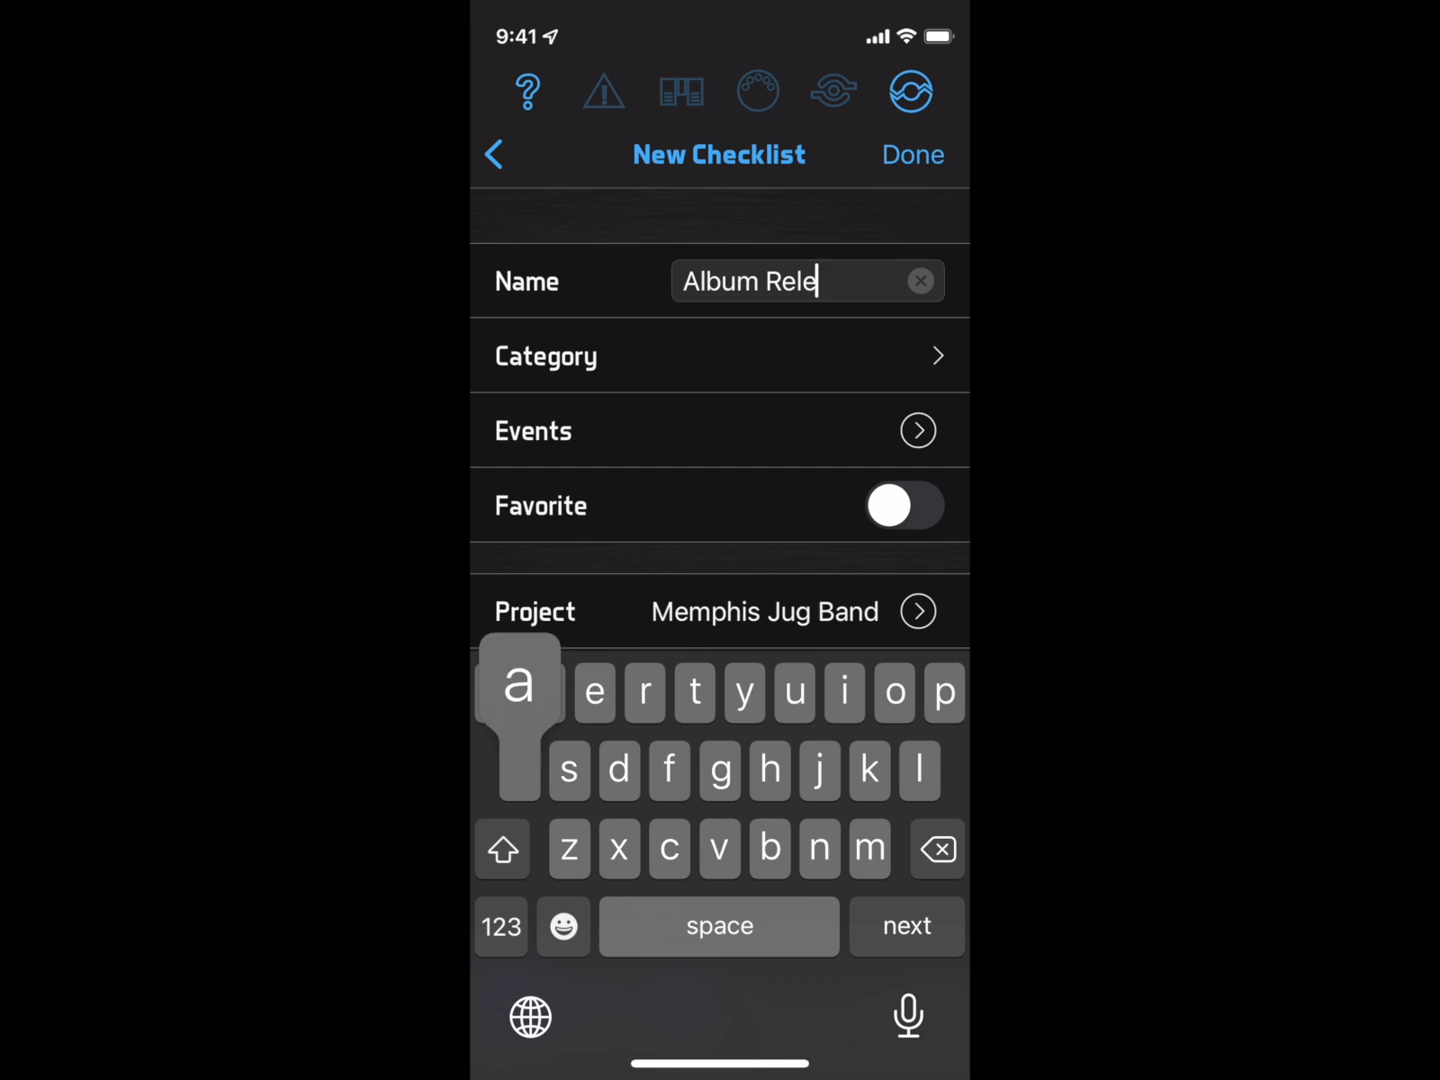 9:41
New Checklist
Done
Name
Album Rele
Category
Events
Favorite
Project
Memphis Jug Band
a e r t y u i o p
s d f g h j k l
z x c v b n m
123
space
next